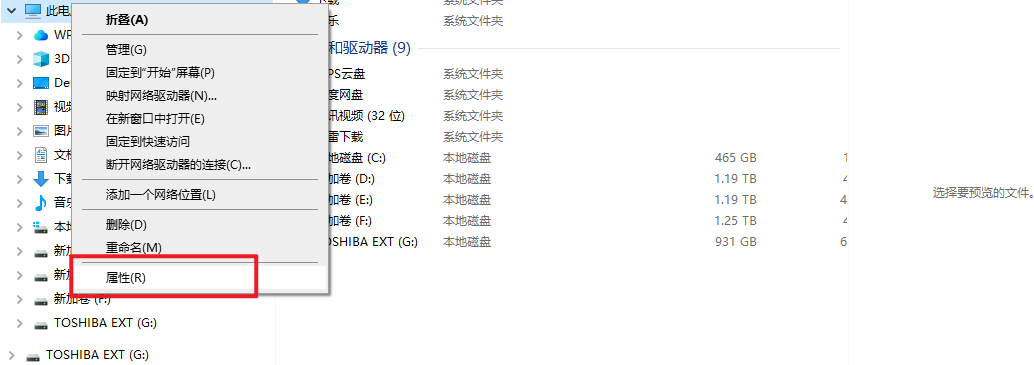 此电
折叠(A)
管理(G)
固定到"开始"屏幕(P)
映射网络驱动器(N)...
在新窗口中打开(E)
固定到快速访问
断开网络驱动器的连接(C)...
添加一个网络位置(L)
删除(D)
重命名(M)
属性(R)
WP
3D
De
视频
图片
文档
下载
音乐
本地
新加
新加
新加卷 (F:)
TOSHIBA EXT (G:)
TOSHIBA EXT (G:)
下载 系统文件夹
乐 系统文件夹
和驱动器 (9)
PS云盘 系统文件夹
度网盘 系统文件夹
讯视频 (32 位) 系统文件夹
雷下载 系统文件夹
地磁盘 (C:) 本地磁盘 465 GB 1
加卷 (D:) 本地磁盘 1.19 TB 4
加卷 (E:) 本地磁盘 1.19 TB 4
加卷 (F:) 本地磁盘 1.25 TB 4
TOSHIBA EXT (G:) 本地磁盘 931 GB 6
选择要预览的文件。